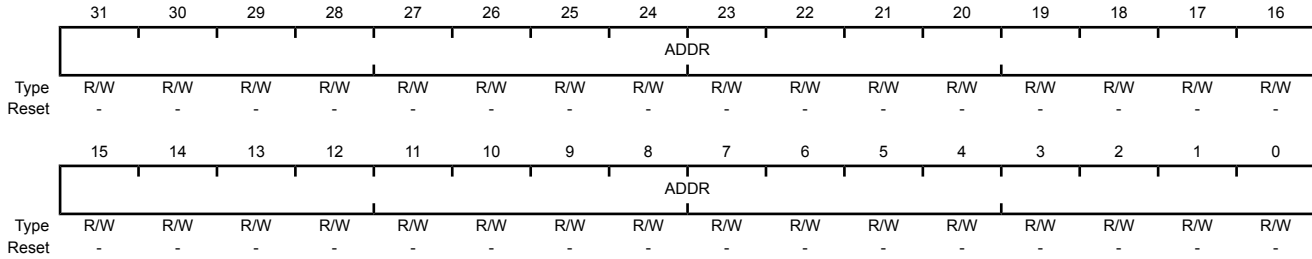 31 30 29 28 27 26 25 24 23 22 21 20 19 18 17 16
ADDR
Type R/W R/W R/W R/W R/W R/W R/W R/W R/W R/W R/W R/W R/W R/W R/W R/W
Reset - - - - - - - - - - - - - - - -
15 14 13 12 11 10 9 8 7 6 5 4 3 2 1 0
ADDR
Type R/W R/W R/W R/W R/W R/W R/W R/W R/W R/W R/W R/W R/W R/W R/W R/W
Reset - - - - - - - - - - - - - - - -